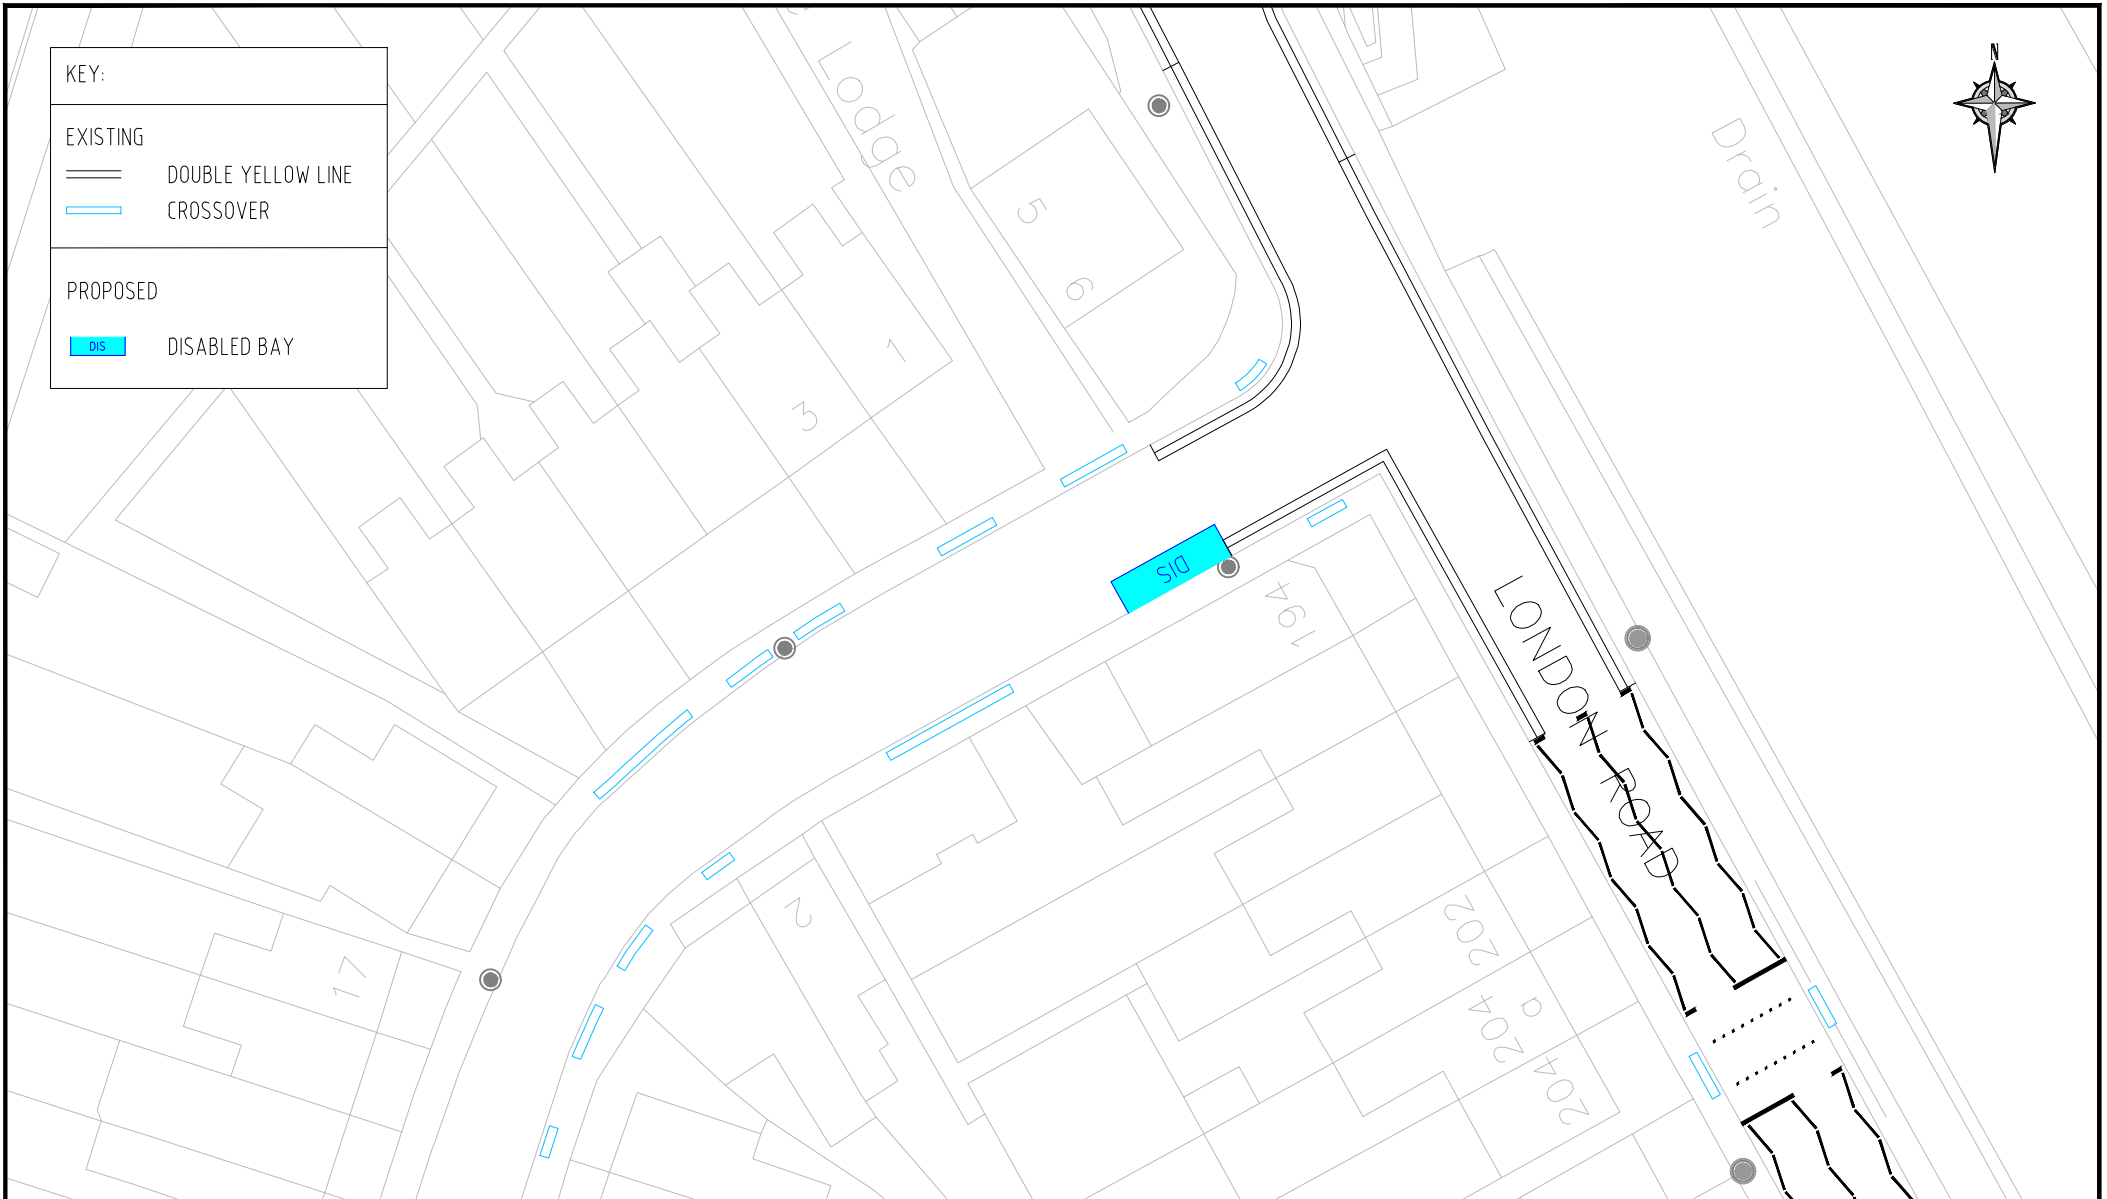 KEY:
EXISTING
DOUBLE YELLOW LINE
CROSSOVER
PROPOSED
DIS
DISABLED BAY
N
Lodge
5
6
Drain
1
3
DIS
194
LONDON ROAD
2
17
202
204
a
204